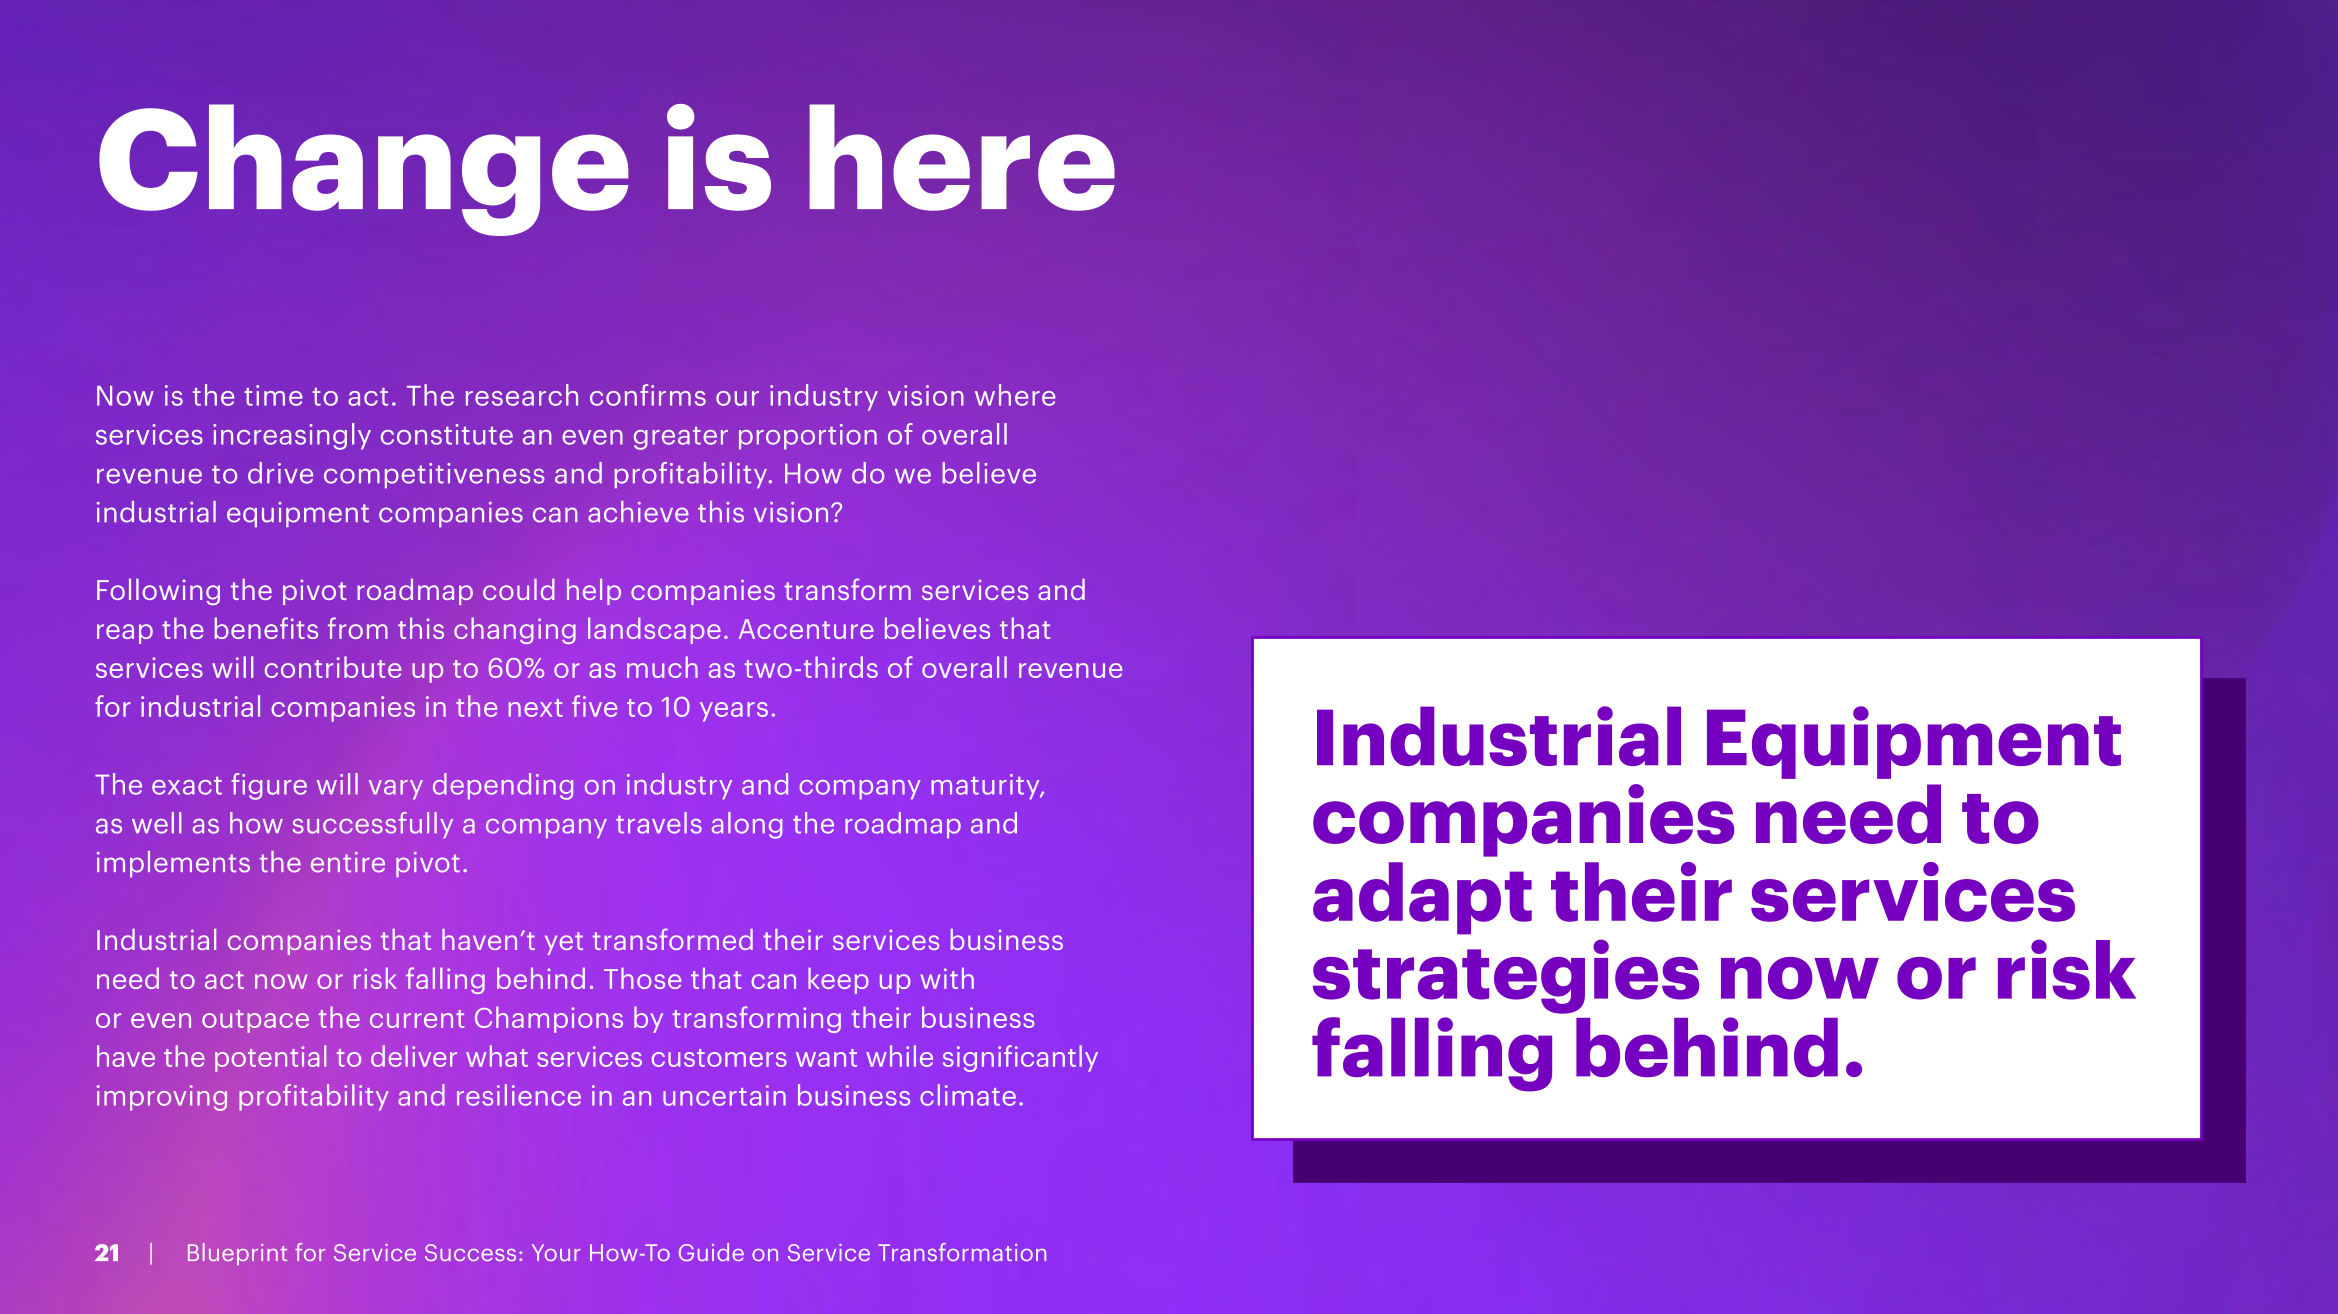 Change is here
Now is the time to act. The research confirms our industry vision where
services increasingly constitute an even greater proportion of overall
revenue to drive competitiveness and profitability. How do we believe
industrial equipment companies can achieve this vision?
Following the pivot roadmap could help companies transform services and
reap the benefits from this changing landscape. Accenture believes that
services will contribute up to 60% or as much as two-thirds of overall revenue
for industrial companies in the next five to 10 years.
The exact figure will vary depending on industry and company maturity,
as well as how successfully a company travels along the roadmap and
implements the entire pivot.
Industrial companies that haven’t yet transformed their services business
need to act now or risk falling behind. Those that can keep up with
or even outpace the current Champions by transforming their business
have the potential to deliver what services customers want while significantly
improving profitability and resilience in an uncertain business climate.
Industrial Equipment
companies need to
adapt their services
strategies now or risk
falling behind.
21 | Blueprint for Service Success: Your How-To Guide on Service Transformation